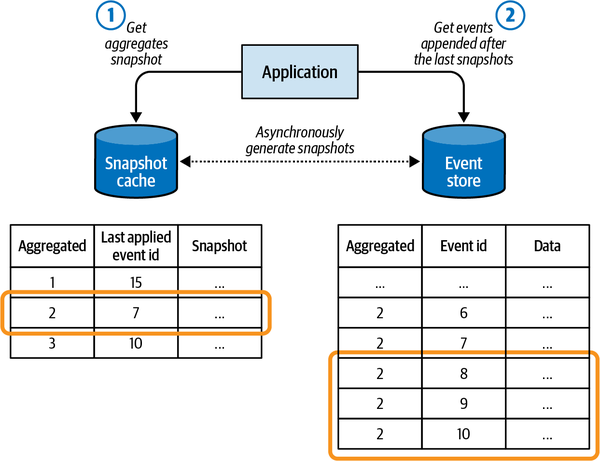 1
Get
aggregates
snapshot
Application
2
Get events
appended after
the last snapshots
Snapshot
cache
Asynchronously
generate snapshots
Event
store
Aggregated Last applied event id Snapshot
1 15 ...
2 7 ...
3 10 ...
Aggregated Event id Data
... ... ...
2 6 ...
2 7 ...
2 8 ...
2 9 ...
2 10 ...